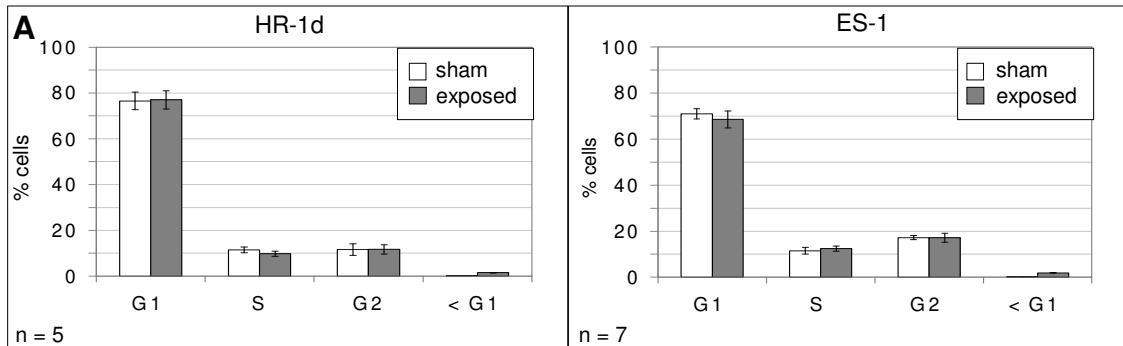 A
HR-1d
100
80
60
40
20
0
% cells
sham
exposed
G1 S G2 < G1
n = 5
ES-1
100
80
60
40
20
0
% cells
sham
exposed
G1 S G2 < G1
n = 7